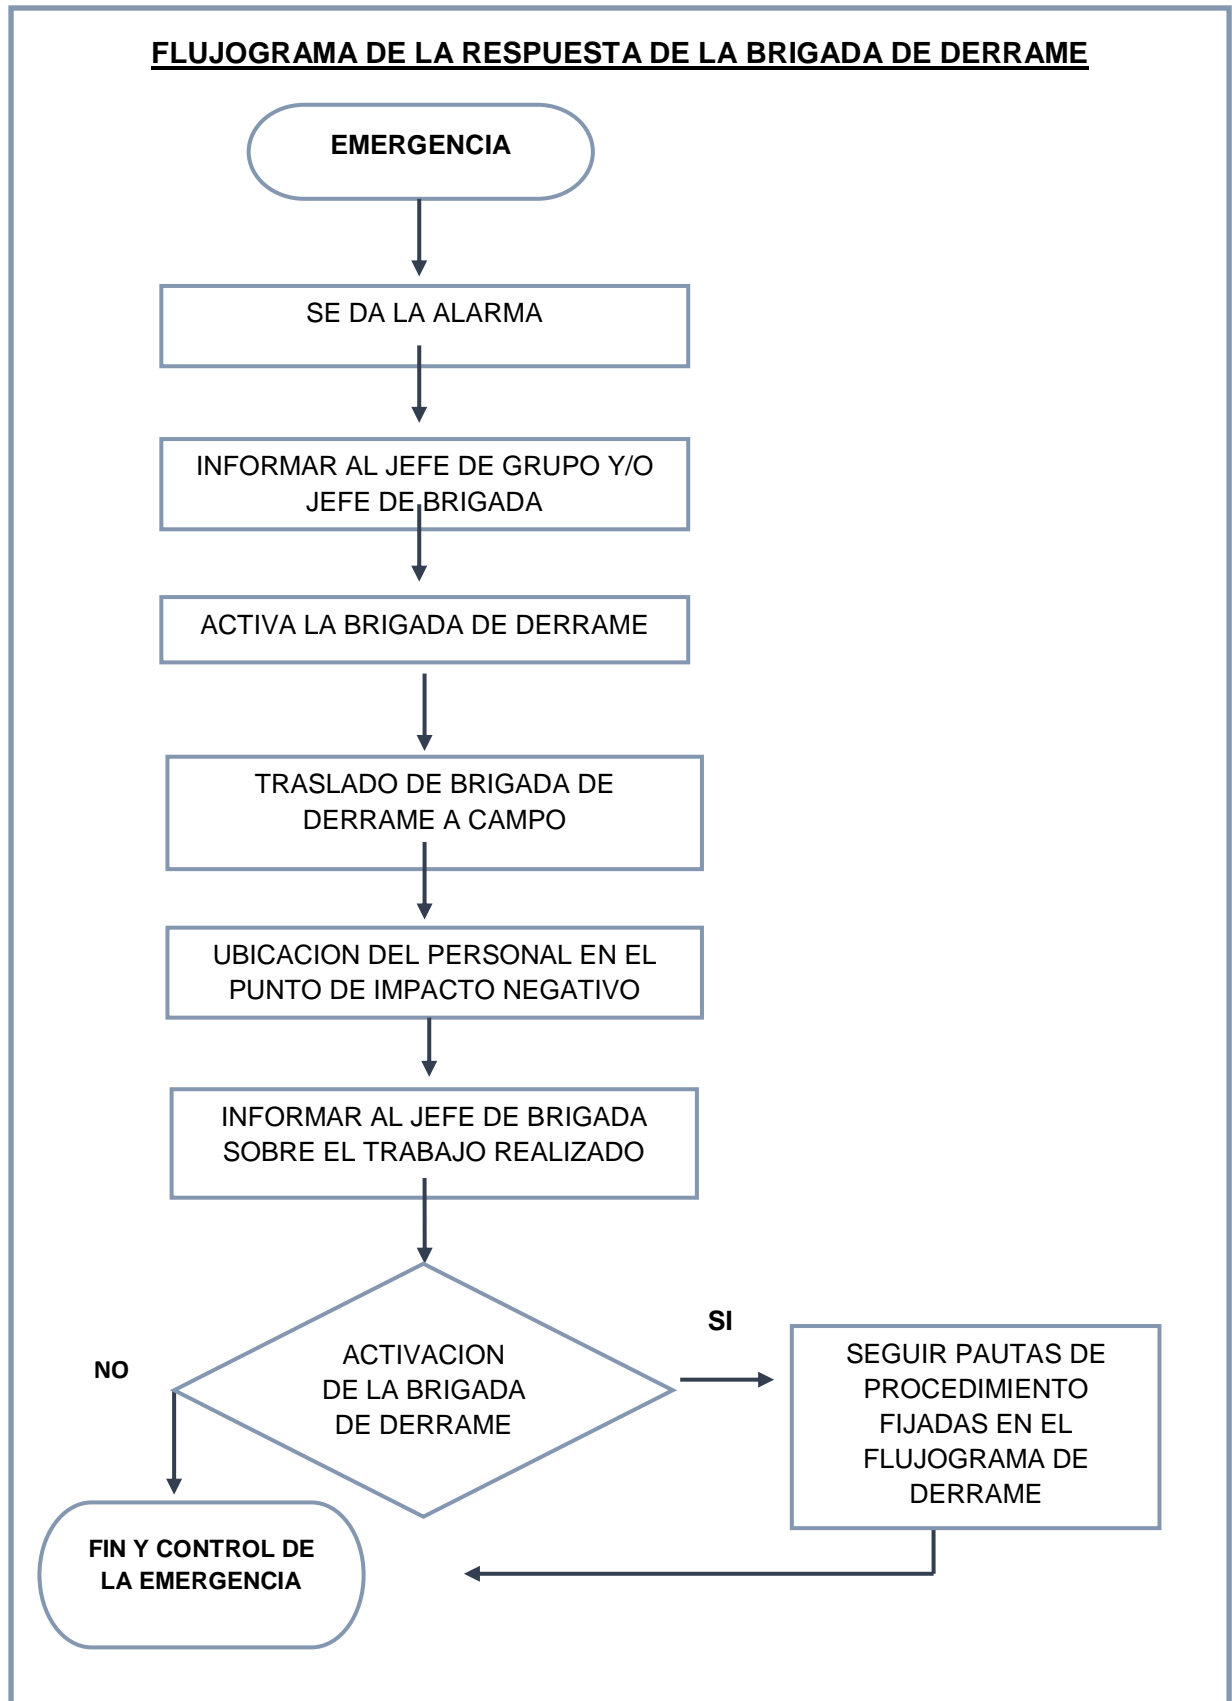 FLUJOGRAMA DE LA RESPUESTA DE LA BRIGADA DE DERRAME
EMERGENCIA
SE DA LA ALARMA
INFORMAR AL JEFE DE GRUPO Y/O
JEFE DE BRIGADA
ACTIVA LA BRIGADA DE DERRAME
TRASLADO DE BRIGADA DE
DERRAME A CAMPO
UBICACION DEL PERSONAL EN EL
PUNTO DE IMPACTO NEGATIVO
INFORMAR AL JEFE DE BRIGADA
SOBRE EL TRABAJO REALIZADO
ACTIVACION
DE LA BRIGADA
DE DERRAME
NO
SI
SEGUIR PAUTAS DE
PROCEDIMIENTO
FIJADAS EN EL
FLUJOGRAMA DE
DERRAME
FIN Y CONTROL DE
LA EMERGENCIA